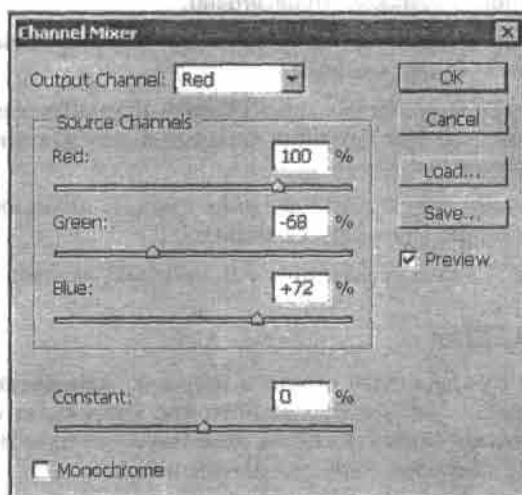 Channel Mixer
Output Channel: Red
OK
Cancel
Load...
Save...
Preview
Source Channels
Red: 100 %
Green: -68 %
Blue: +72 %
Constant: 0 %
Monochrome